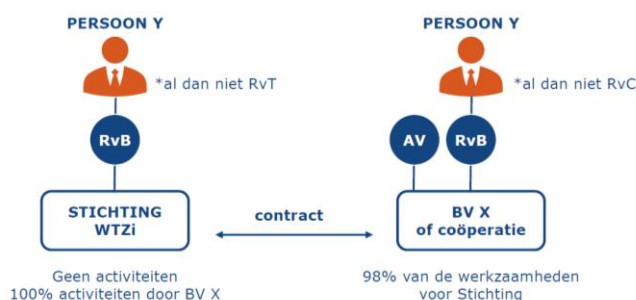 PERSOON Y
PERSOON Y
*al dan niet RvT
*al dan niet RvC
RvB
AV
RvB
STICHTING
WTZi
contract
BV X
of coöperatie
Geen activiteiten
100% activiteiten door BV X
98% van de werkzaamheden
voor Stichting